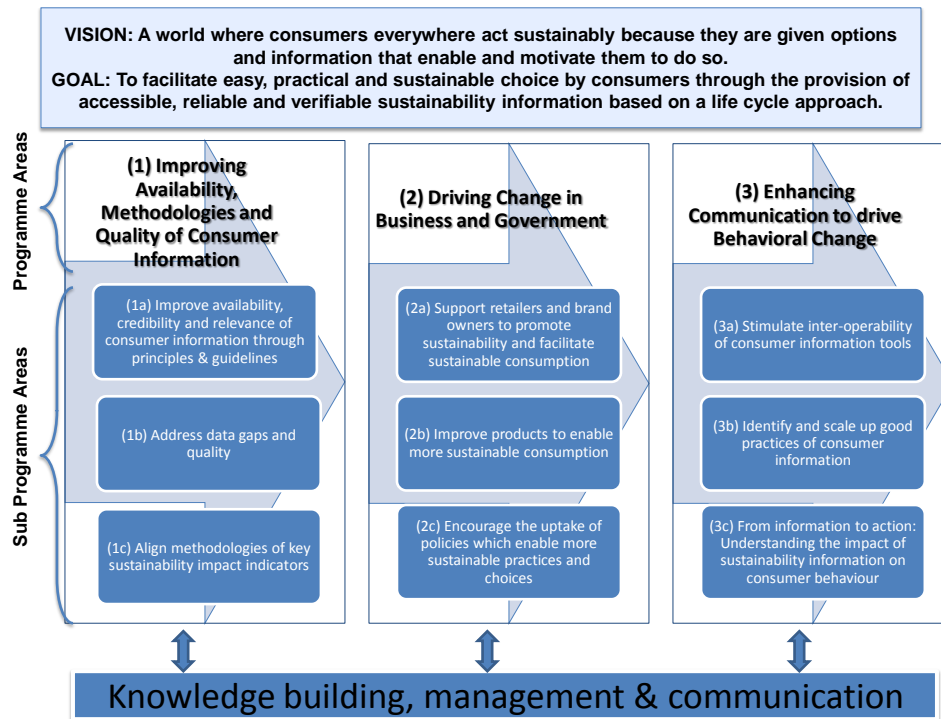 VISION: A world where consumers everywhere act sustainably because they are given options
and information that enable and motivate them to do so.
GOAL: To facilitate easy, practical and sustainable choice by consumers through the provision of
accessible, reliable and verifiable sustainability information based on a life cycle approach.
Programme Areas
(1) Improving
Availability,
Methodologies and
Quality of Consumer
Information
(2) Driving Change in
Business and Government
(3) Enhancing
Communication to drive
Behavioral Change
Sub Programme Areas
(1a) Improve availability,
credibility and relevance of
consumer information through
principles & guidelines
(1b) Address data gaps and
quality
(1c) Align methodologies of key
sustainability impact indicators
(2a) Support retailers and brand
owners to promote
sustainability and facilitate
sustainable consumption
(2b) Improve products to enable
more sustainable consumption
(2c) Encourage the uptake of
policies which enable more
sustainable practices and
choices
(3a) Stimulate inter-operability
of consumer information tools
(3b) Identify and scale up good
practices of consumer
information
(3c) From information to action:
Understanding the impact of
sustainability information on
consumer behaviour
Knowledge building, management & communication